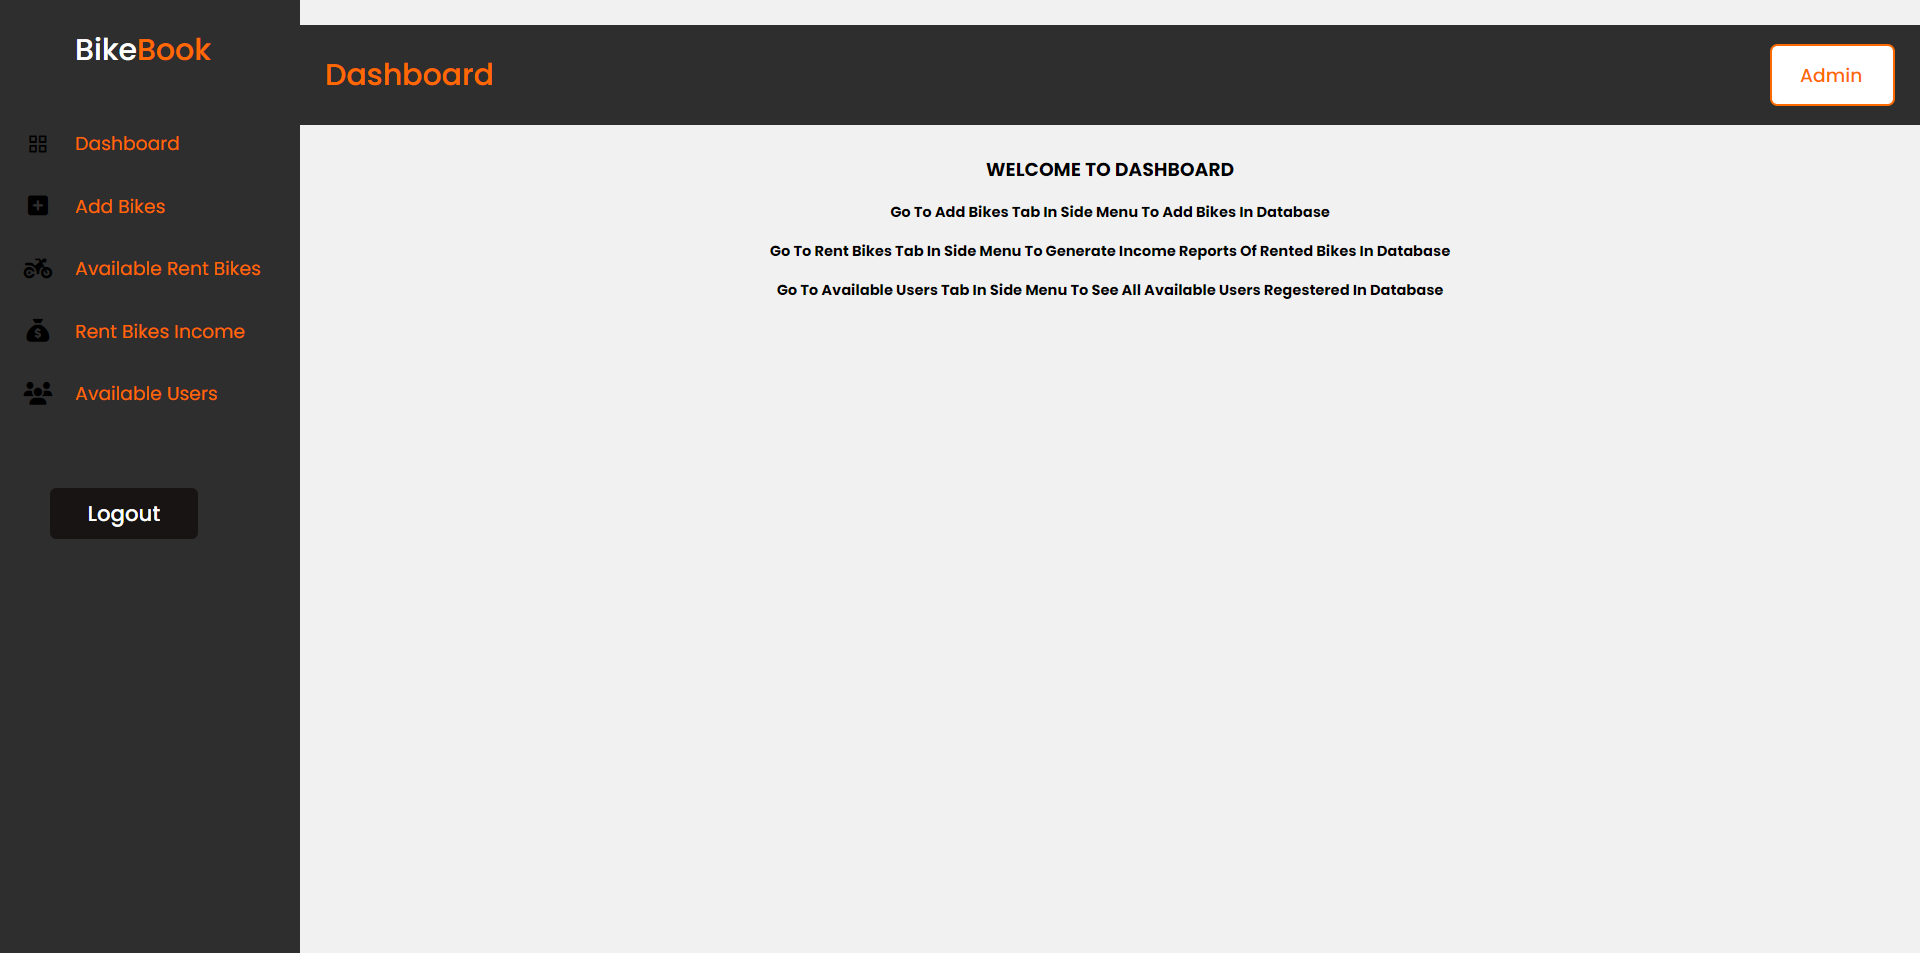 BikeBook
Dashboard
Add Bikes
Available Rent Bikes
Rent Bikes Income
Available Users
Logout
Dashboard
Admin
WELCOME TO DASHBOARD
Go To Add Bikes Tab In Side Menu To Add Bikes In Database
Go To Rent Bikes Tab In Side Menu To Generate Income Reports Of Rented Bikes In Database
Go To Available Users Tab In Side Menu To See All Available Users Regestered In Database